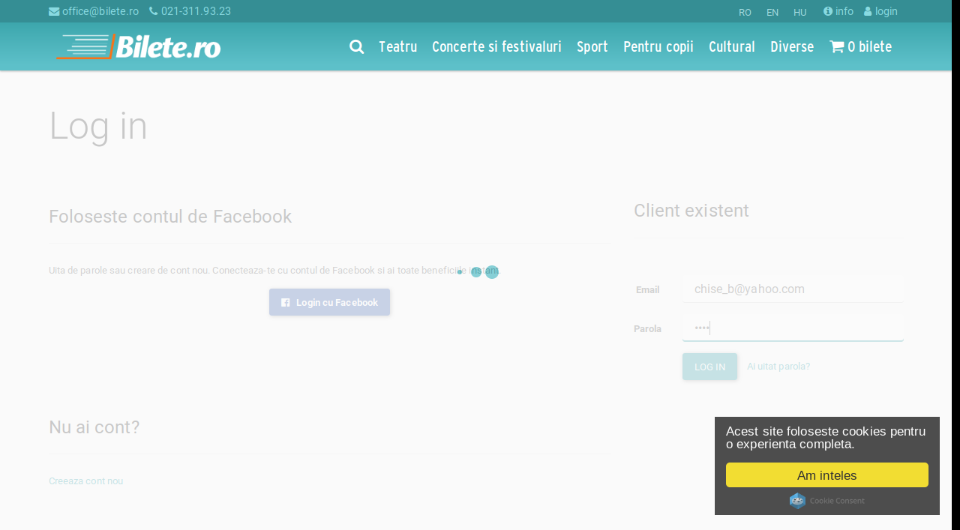 office@bilete.ro 021-311.93.23 RO EN HU info login
Bilete.ro Teatru Concerte si festivaluri Sport Pentru copii Cultural Diverse 0 bilete
Log in
Foloseste contul de Facebook
Uita de parole sau creare de cont nou. Conecteaza-te cu contul de Facebook si ai toate beneficiile instant.
Login cu Facebook
Client existent
Email chise_b@yahoo.com
Parola ••••
LOG IN Ai uitat parola?
Nu ai cont?
Creeaza cont nou
Acest site foloseste cookies pentru
o experienta completa.
Am inteles
Cookie Consent